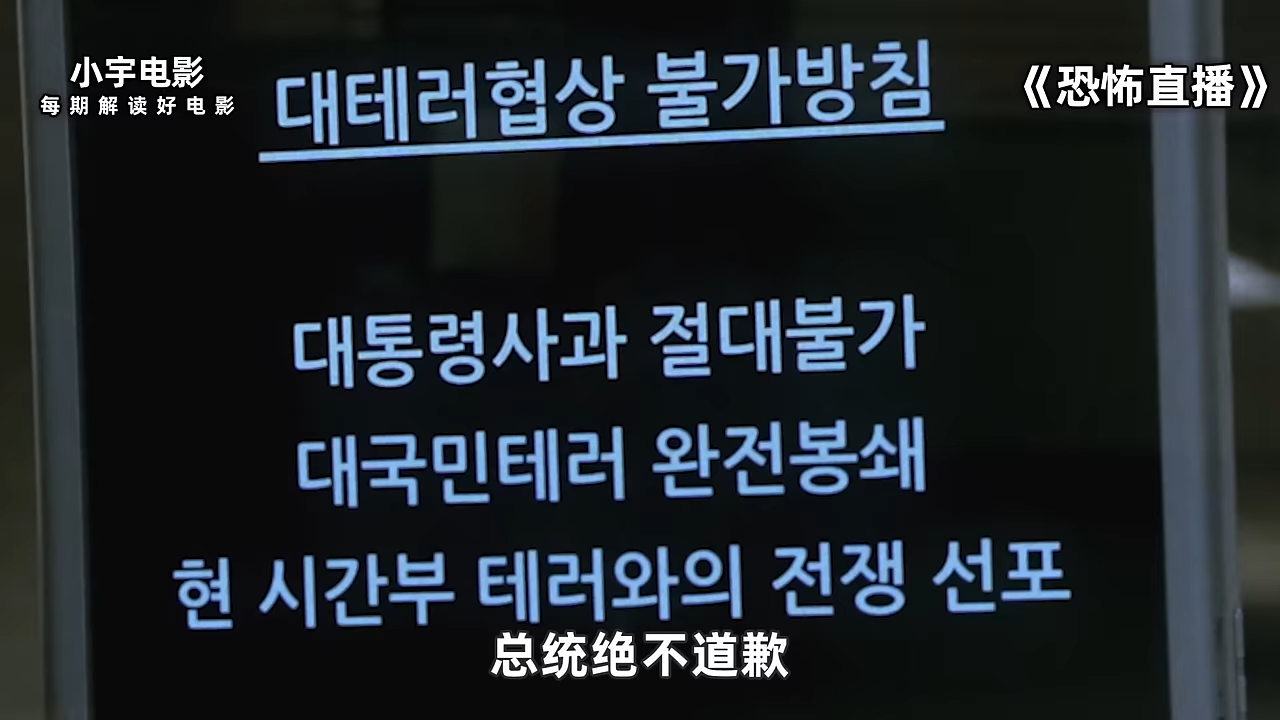 小宇电影
每期解读好电影
《恐怖直播》
대테러협상 불가방침
대통령사과 절대불가
대국민테러 완전봉쇄
현 시간부 테러와의 전쟁 선포
总统绝不道歉